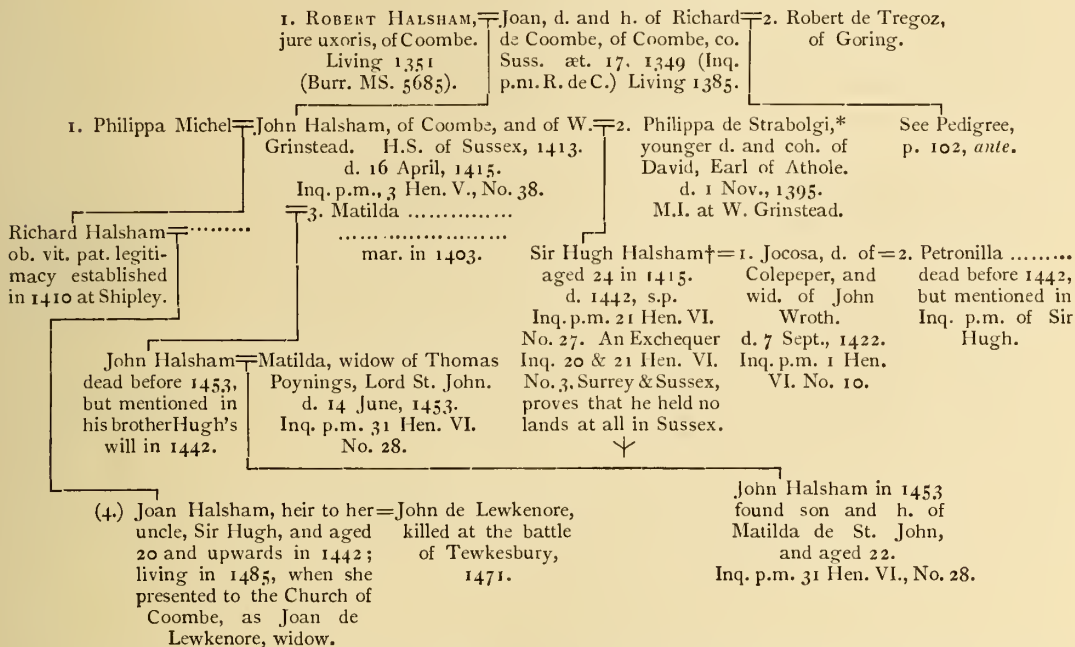 1. ROBERT HALSHAM,
jure uxoris, of Coombe.
Living 1351
(Burr. MS. 5685).
Joan, d. and h. of Richard
de Coombe, of Coombe, co.
Suss. æt. 17. 1349 (Inq.
p.m. R. de C.) Living 1385.
2. Robert de Tregoz,
of Goring.
1. Philippa Michel
John Halsham, of Coombe, and of W.
Grinstead. H.S. of Sussex, 1413.
d. 16 April, 1415.
Inq. p.m., 3 Hen. V., No. 38.
2. Philippa de Strabolgi,*
younger d. and coh. of
David, Earl of Athole.
d. 1 Nov., 1395.
M.I. at W. Grinstead.
See Pedigree,
p. 102, ante.
3. Matilda ...............
.......................
mar. in 1403.
Richard Halsham
ob. vit. pat. legiti-
macy established
in 1410 at Shipley.
.........
Sir Hugh Halsham†
aged 24 in 1415.
d. 1442, s.p.
Inq. p.m. 21 Hen. VI.
No. 27. An Exchequer
Inq. 20 & 21 Hen. VI.
No. 3, Surrey & Sussex,
proves that he held no
lands at all in Sussex.
1. Jocosa, d. of
Colepeper, and
wid. of John
Wroth.
d. 7 Sept., 1422.
Inq. p.m. 1 Hen.
VI. No. 10.
2. Petronilla .........
dead before 1442,
but mentioned in
Inq. p.m. of Sir
Hugh.
John Halsham
dead before 1453,
but mentioned in
his brother Hugh's
will in 1442.
Matilda, widow of Thomas
Poynings, Lord St. John.
d. 14 June, 1453.
Inq. p.m. 31 Hen. VI.
No. 28.
(4.) Joan Halsham, heir to her
uncle, Sir Hugh, and aged
20 and upwards in 1442;
living in 1485, when she
presented to the Church of
Coombe, as Joan de
Lewkenore, widow.
John de Lewkenore,
killed at the battle
of Tewkesbury,
1471.
John Halsham in 1453
found son and h. of
Matilda de St. John,
and aged 22.
Inq. p.m. 31 Hen. VI., No. 28.